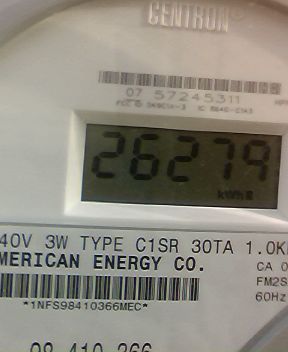 CENTRON®
07 57245311
26279
kWh
40V 3W TYPE C1SR 30TA 1.0K
MERICAN ENERGY CO.
CA 0
FM2S
60Hz
*1NFS98410366MEC*
98 410 366